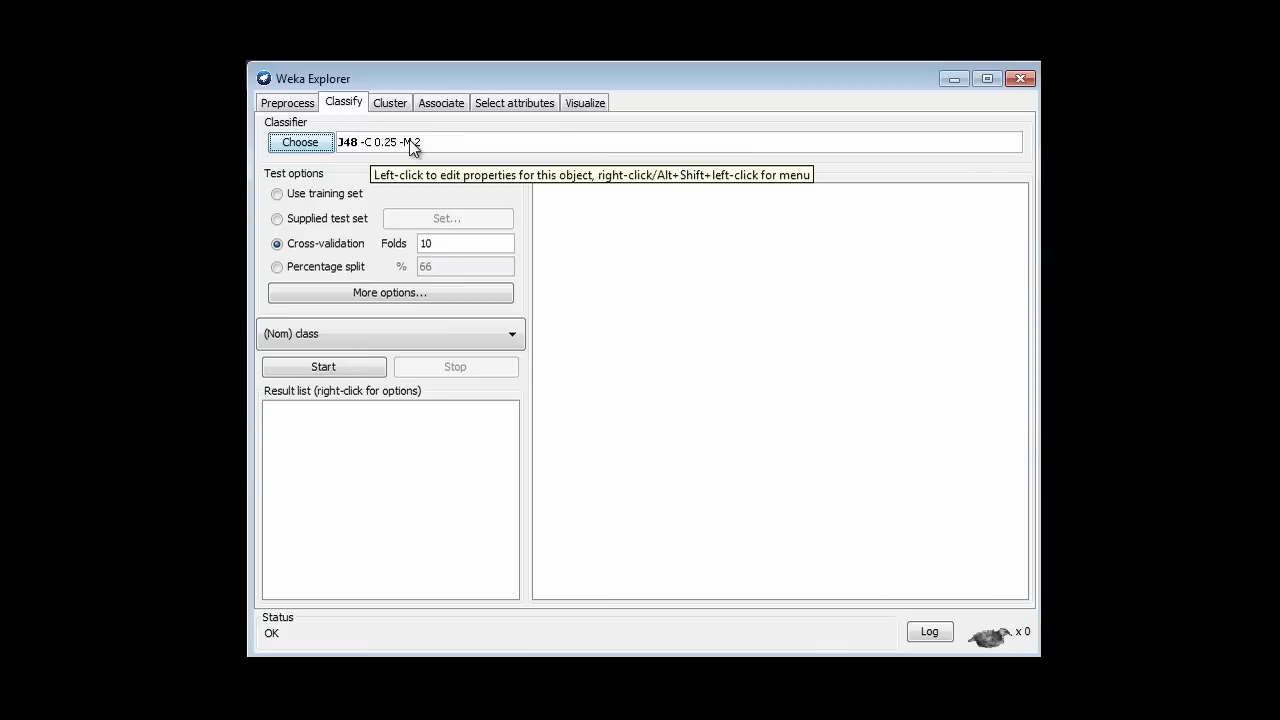 Weka Explorer
Preprocess Classify Cluster Associate Select attributes Visualize
Classifier
Choose J48 -C 0.25 -M 2
Test options
Left-click to edit properties for this object, right-click/Alt+Shift+left-click for menu
Use training set
Supplied test set Set...
Cross-validation Folds 10
Percentage split % 66
More options...
(Nom) class
Start Stop
Result list (right-click for options)
Status
OK
Log x 0